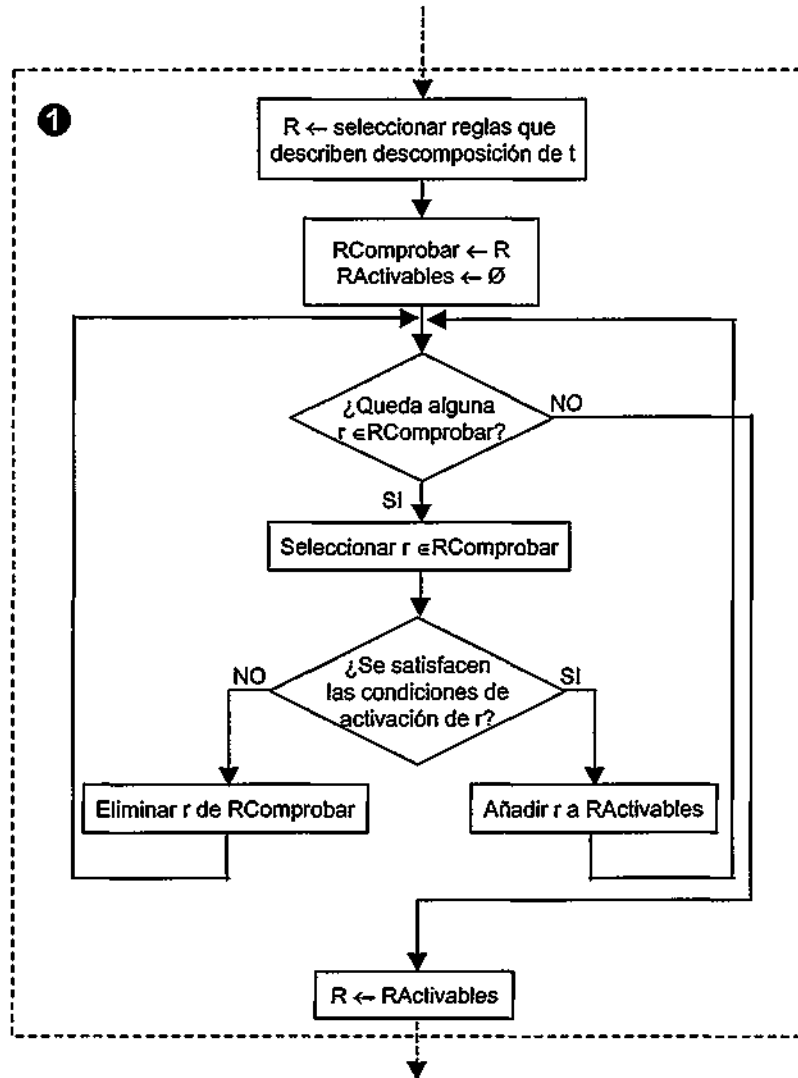 1
R ← seleccionar reglas que
describen descomposición de t
RComprobar ← R
RActivables ← Ø
¿Queda alguna
r ∈RComprobar?
NO
SI
Seleccionar r ∈RComprobar
¿Se satisfacen
las condiciones de
activación de r?
NO
SI
Eliminar r de RComprobar
Añadir r a RActivables
R ← RActivables